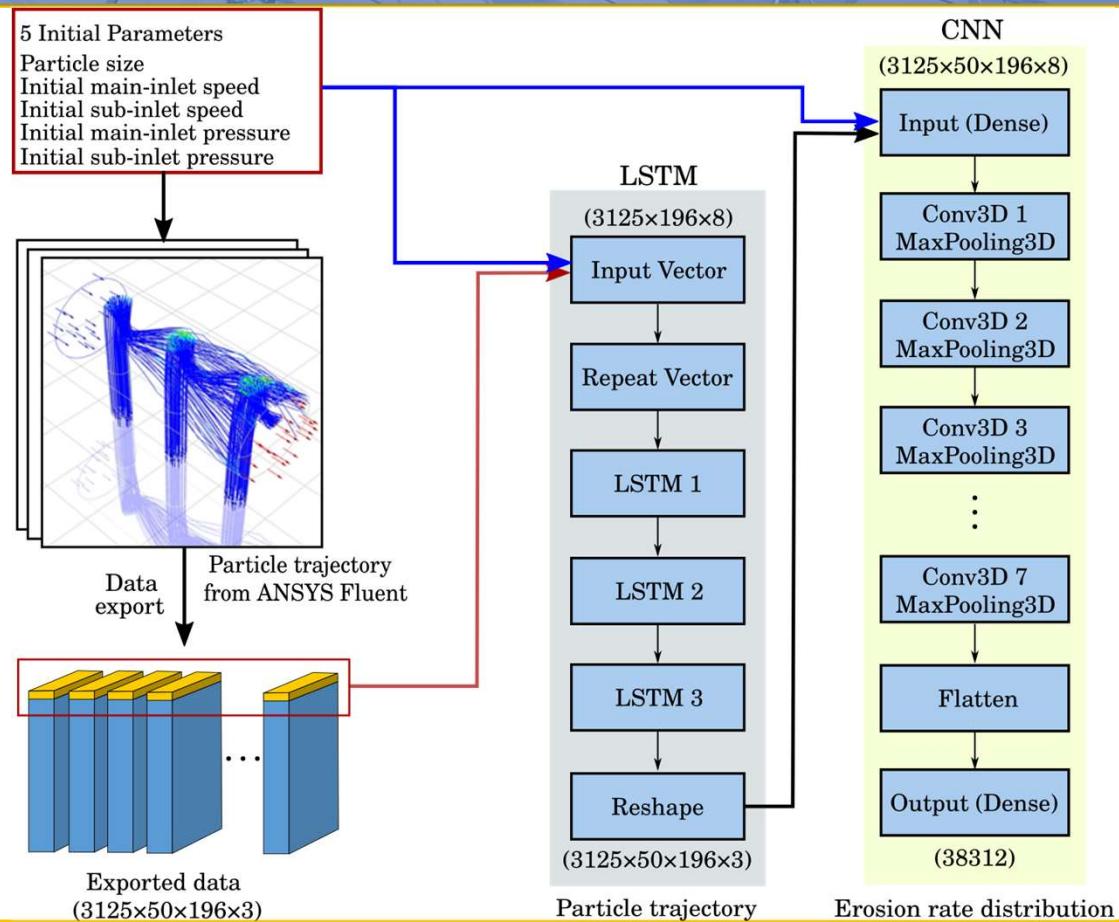 5 Initial Parameters
Particle size
Initial main-inlet speed
Initial sub-inlet speed
Initial main-inlet pressure
Initial sub-inlet pressure
Particle trajectory
from ANSYS Fluent
Data
export
Exported data
(3125×50×196×3)
LSTM
(3125×196×8)
Input Vector
Repeat Vector
LSTM 1
LSTM 2
LSTM 3
Reshape
(3125×50×196×3)
Particle trajectory
CNN
(3125×50×196×8)
Input (Dense)
Conv3D 1
MaxPooling3D
Conv3D 2
MaxPooling3D
Conv3D 3
MaxPooling3D
Conv3D 7
MaxPooling3D
Flatten
Output (Dense)
(38312)
Erosion rate distribution